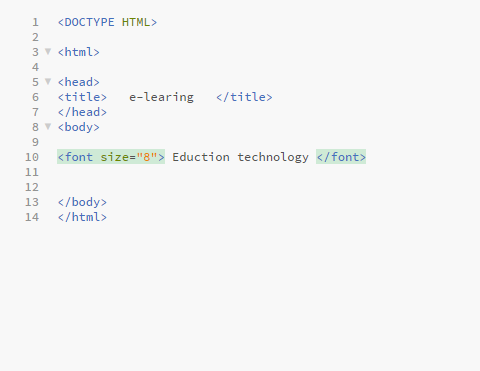 1 <DOCTYPE HTML>
2
3 <html>
4
5 <head>
6 <title>   e-learing   </title>
7 </head>
8 <body>
9
10 <font size="8"> Eduction technology </font>
11
12
13 </body>
14 </html>